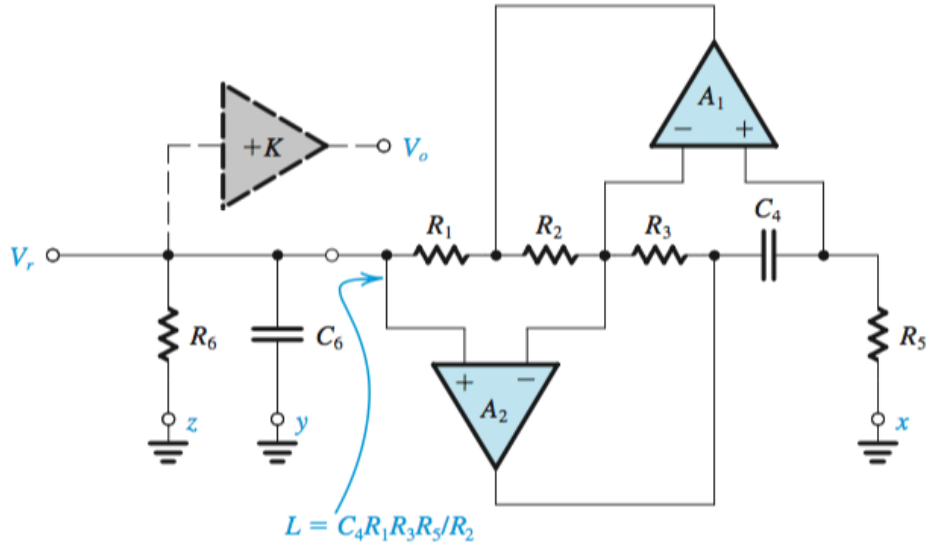 A₁
− +
+K
Vₒ
C₄
R₁ R₂ R₃
Vᵣ
R₆ C₆ R₅
+ −
A₂
z y x
L = C₄R₁R₃R₅/R₂